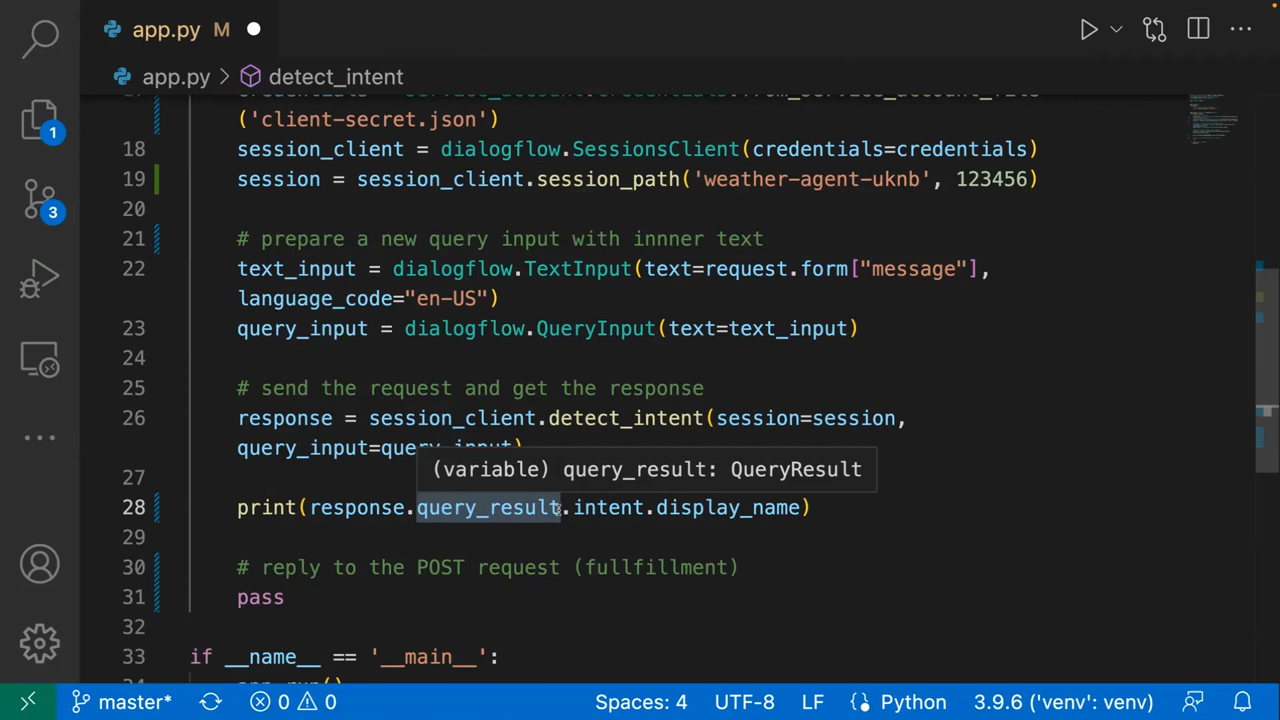 app.py M
app.py > detect_intent
('client-secret.json')
18 session_client = dialogflow.SessionsClient(credentials=credentials)
19 session = session_client.session_path('weather-agent-uknb', 123456)
20
21 # prepare a new query input with innner text
22 text_input = dialogflow.TextInput(text=request.form["message"],
language_code="en-US")
23 query_input = dialogflow.QueryInput(text=text_input)
24
25 # send the request and get the response
26 response = session_client.detect_intent(session=session,
query_input=query_input)
(variable) query_result: QueryResult
27
28 print(response.query_result.intent.display_name)
29
30 # reply to the POST request (fullfillment)
31 pass
32
33 if __name__ == '__main__':
app.run()
1
3
master* 0 0 Spaces: 4 UTF-8 LF Python 3.9.6 ('venv': venv)